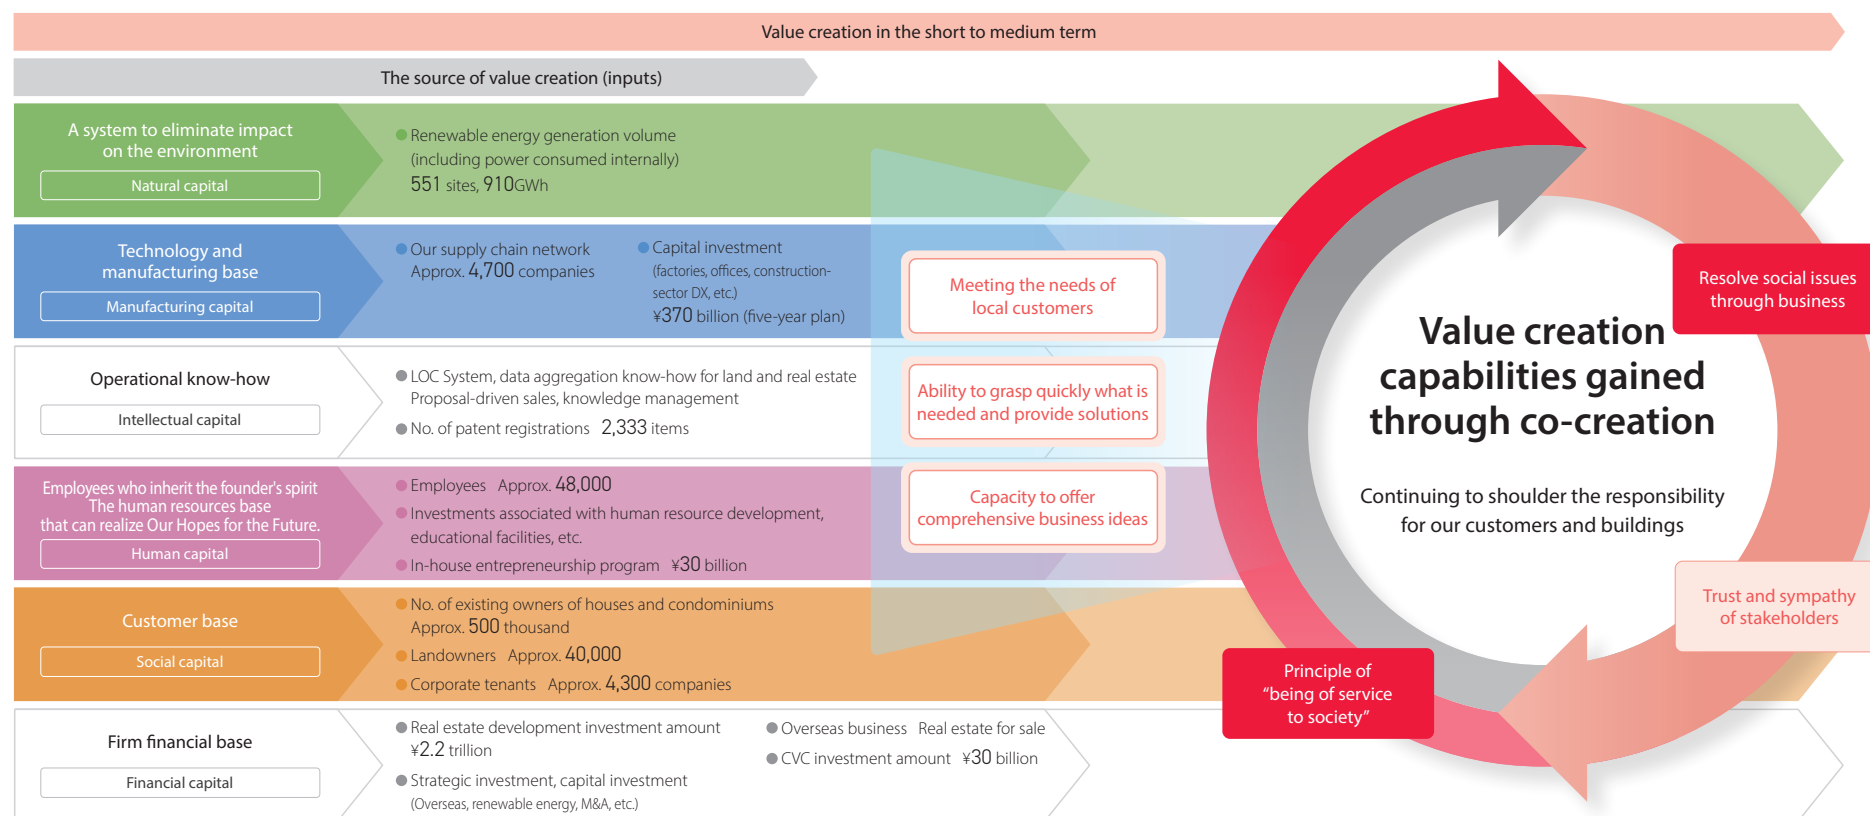 Value creation in the short to medium term
The source of value creation (inputs)
A system to eliminate impact
on the environment
Natural capital
Renewable energy generation volume
(including power consumed internally)
551 sites, 910GWh
Technology and
manufacturing base
Manufacturing capital
Our supply chain network
Approx. 4,700 companies
Capital investment
(factories, offices, construction-
sector DX, etc.)
¥370 billion (five-year plan)
Operational know-how
Intellectual capital
LOC System, data aggregation know-how for land and real estate
Proposal-driven sales, knowledge management
No. of patent registrations 2,333 items
Employees who inherit the founder's spirit
The human resources base
that can realize Our Hopes for the Future.
Human capital
Employees Approx. 48,000
Investments associated with human resource development,
educational facilities, etc.
In-house entrepreneurship program ¥30 billion
Customer base
Social capital
No. of existing owners of houses and condominiums
Approx. 500 thousand
Landowners Approx. 40,000
Corporate tenants Approx. 4,300 companies
Firm financial base
Financial capital
Real estate development investment amount
¥2.2 trillion
Strategic investment, capital investment
(Overseas, renewable energy, M&A, etc.)
Overseas business Real estate for sale
CVC investment amount ¥30 billion
Meeting the needs of
local customers
Ability to grasp quickly what is
needed and provide solutions
Capacity to offer
comprehensive business ideas
Value creation
capabilities gained
through co-creation
Continuing to shoulder the responsibility
for our customers and buildings
Resolve social issues
through business
Trust and sympathy
of stakeholders
Principle of
“being of service
to society”